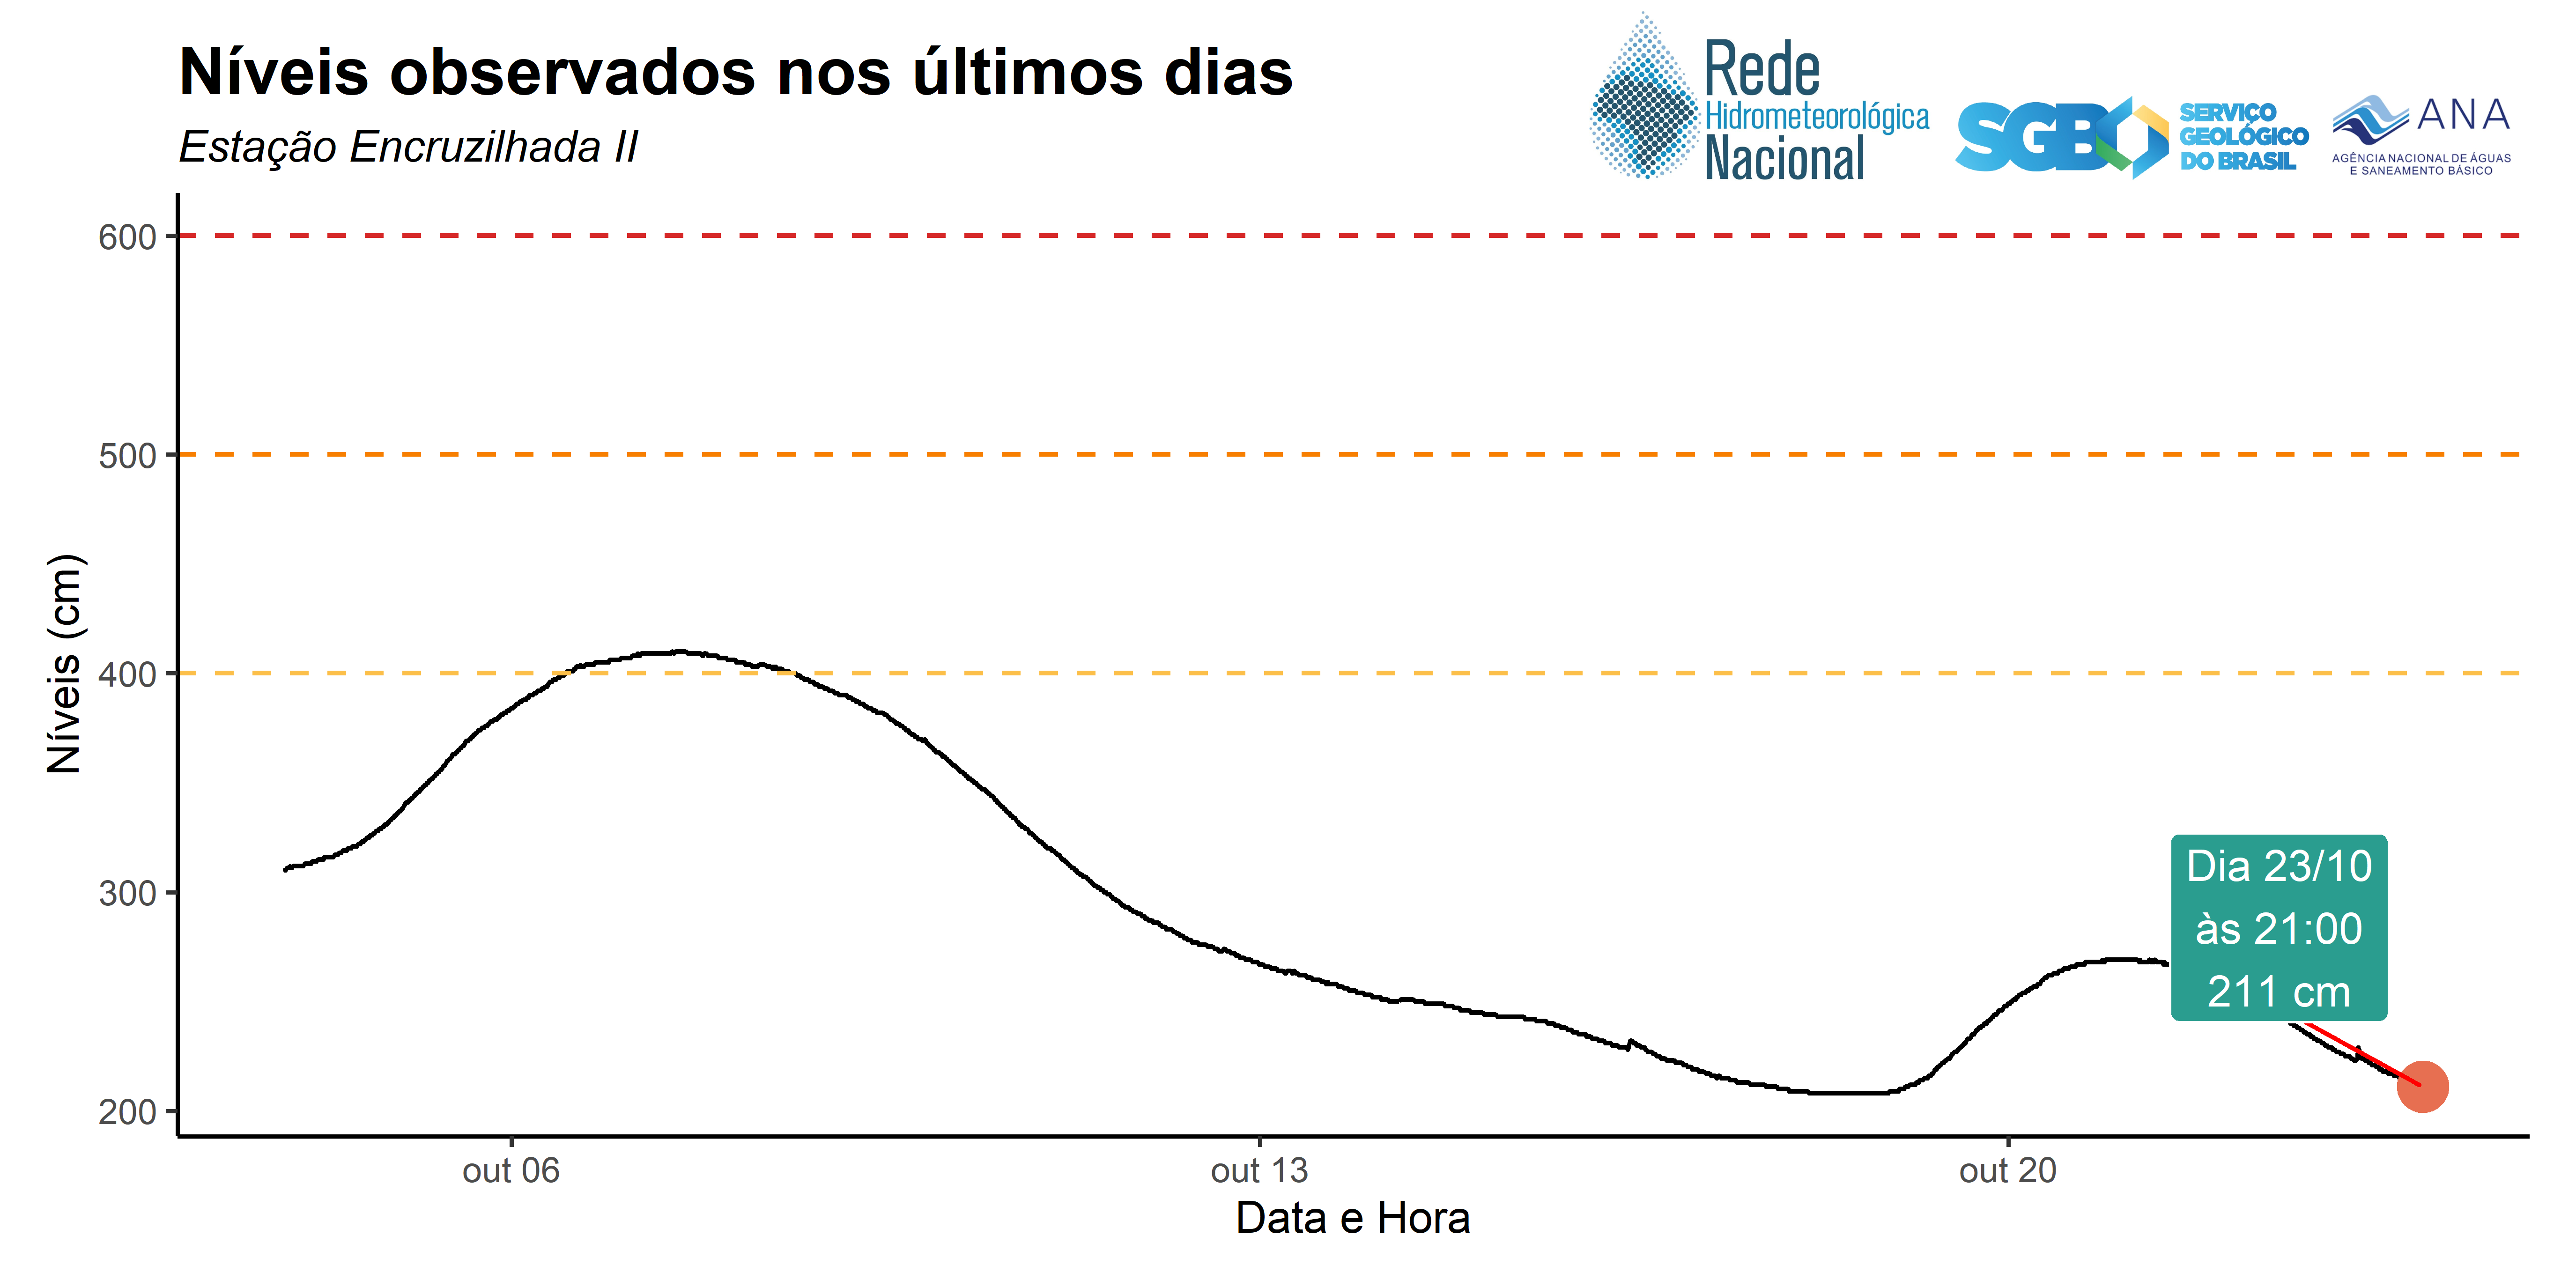 Níveis observados nos últimos dias
Estação Encruzilhada II
Rede
Hidrometeorológica
Nacional
SGB
SERVIÇO
GEOLÓGICO
DO BRASIL
ANA
AGÊNCIA NACIONAL DE ÁGUAS
E SANEAMENTO BÁSICO
Níveis (cm)
600
500
400
300
200
Dia 23/10
às 21:00
211 cm
out 06
out 13
out 20
Data e Hora